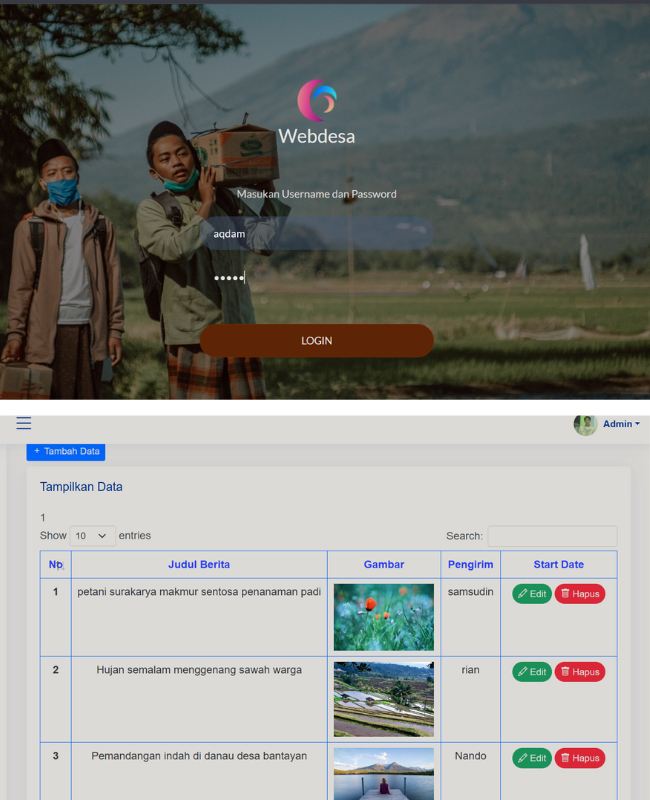 Webdesa
Masukan Username dan Password
aqdam
•••••
LOGIN
Admin
+ Tambah Data
Tampilkan Data
1
Show 10 entries
Search:
No Judul Berita Gambar Pengirim Start Date
1 petani surakarya makmur sentosa penanaman padi samsudin Edit Hapus
2 Hujan semalam menggenang sawah warga rian Edit Hapus
3 Pemandangan indah di danau desa bantayan Nando Edit Hapus